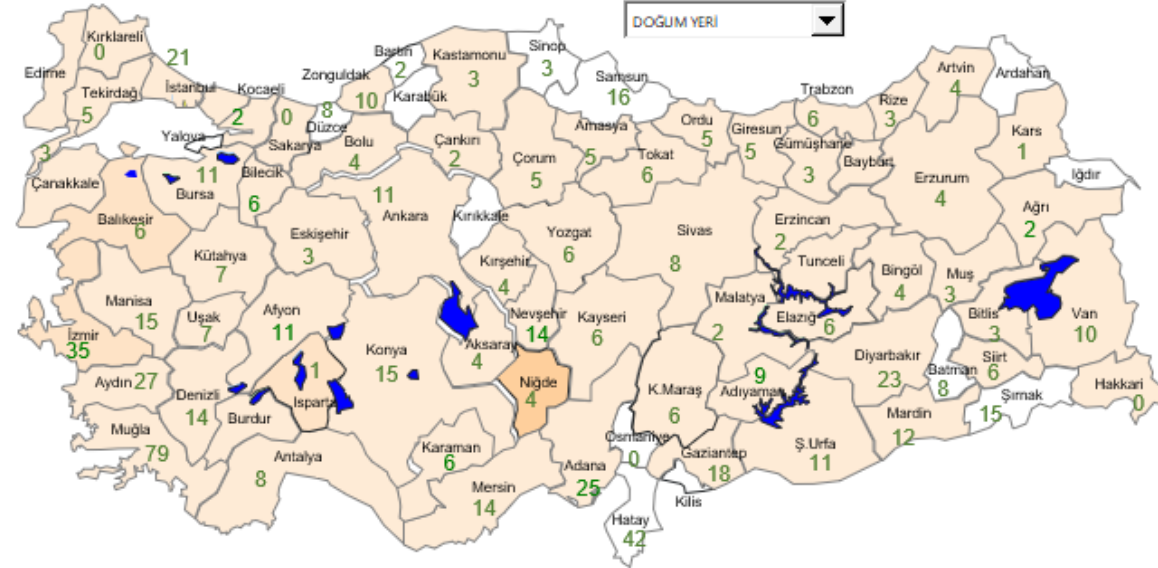 DOĞUM YERİ
Kırklareli
0
Edirne
Tekirdağ
5
21
İstanbul
Kocaeli
2
Yalova
0
Sakarya
8
Düzce
Zonguldak
10
Bartın
2
Karabük
Kastamonu
3
Sinop
3
Samsun
16
Bolu
4
Çankırı
2
Çorum
5
Amasya
5
Tokat
6
Ordu
5
Giresun
5
Trabzon
6
Gümüşhane
3
Bayburt
Rize
3
Artvin
4
Ardahan
Kars
1
Iğdır
Ağrı
2
Erzurum
4
Erzincan
2
3
Çanakkale
Balıkesir
6
11
Bursa
Bilecik
6
Kütahya
7
Eskişehir
3
11
Ankara
Kırıkkale
Kırşehir
4
Yozgat
6
Sivas
8
Tunceli
Bingöl
4
Muş
3
Bitlis
3
Van
10
Manisa
15
Uşak
7
Afyon
11
İzmir
35
Aydın 27
Denizli
14
Muğla
79
Burdur
1
Isparta
Antalya
8
Konya
15
Aksaray
4
Nevşehir
14
Niğde
4
Kayseri
6
Karaman
6
Mersin
14
Adana
25
Osmaniye
0
Hatay
42
Kilis
K.Maraş
6
Gaziantep
18
Malatya
2
Elazığ
6
9
Adıyaman
Ş.Urfa
11
Diyarbakır
23
Mardin
12
Batman
8
Siirt
6
Şırnak
15
Hakkari
0